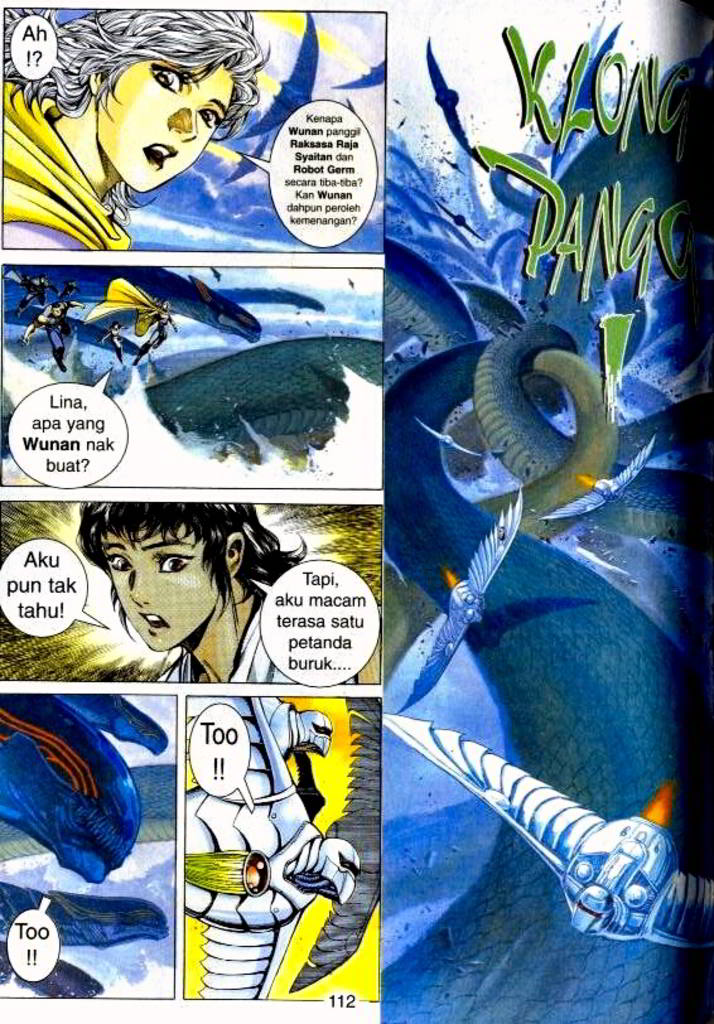 Ah
!?
Kenapa
Wunan panggil
Raksasa Raja
Syaitan dan
Robot Germ
secara tiba-tiba?
Kan Wunan
dahpun peroleh
kemenangan?
KLONG
PANGG
!
Lina,
apa yang
Wunan nak
buat?
Aku
pun tak
tahu!
Tapi,
aku macam
terasa satu
petanda
buruk....
Too
!!
Too
!!
112